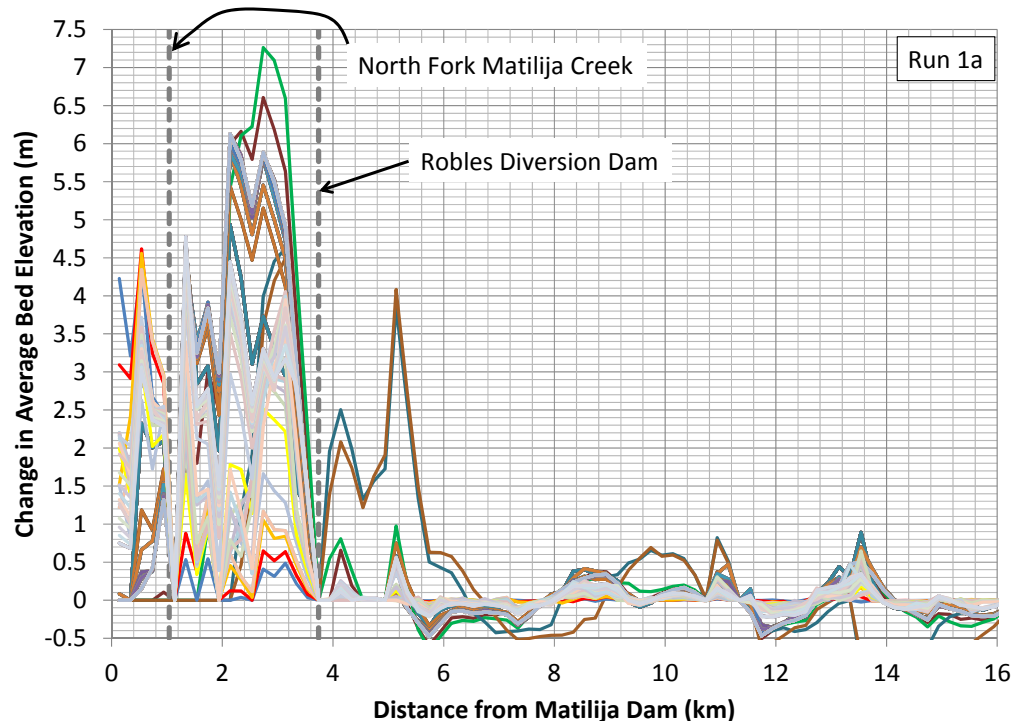 7.5
7
6.5
6
5.5
5
4.5
4
3.5
3
2.5
2
1.5
1
0.5
0
-0.5
Change in Average Bed Elevation (m)
Run 1a
North Fork Matilija Creek
Robles Diversion Dam
0 2 4 6 8 10 12 14 16
Distance from Matilija Dam (km)